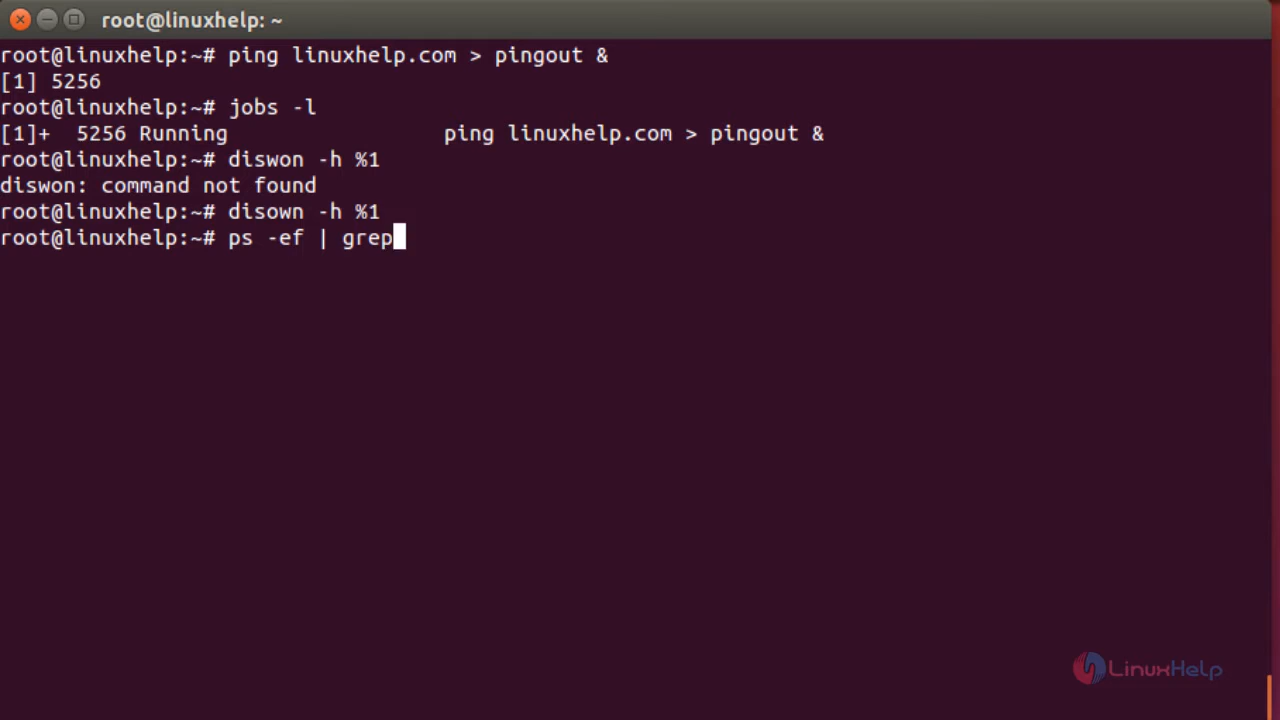 root@linuxhelp: ~
root@linuxhelp:~# ping linuxhelp.com > pingout &
[1] 5256
root@linuxhelp:~# jobs -l
[1]+  5256 Running                 ping linuxhelp.com > pingout &
root@linuxhelp:~# diswon -h %1
diswon: command not found
root@linuxhelp:~# disown -h %1
root@linuxhelp:~# ps -ef | grep
LinuxHelp